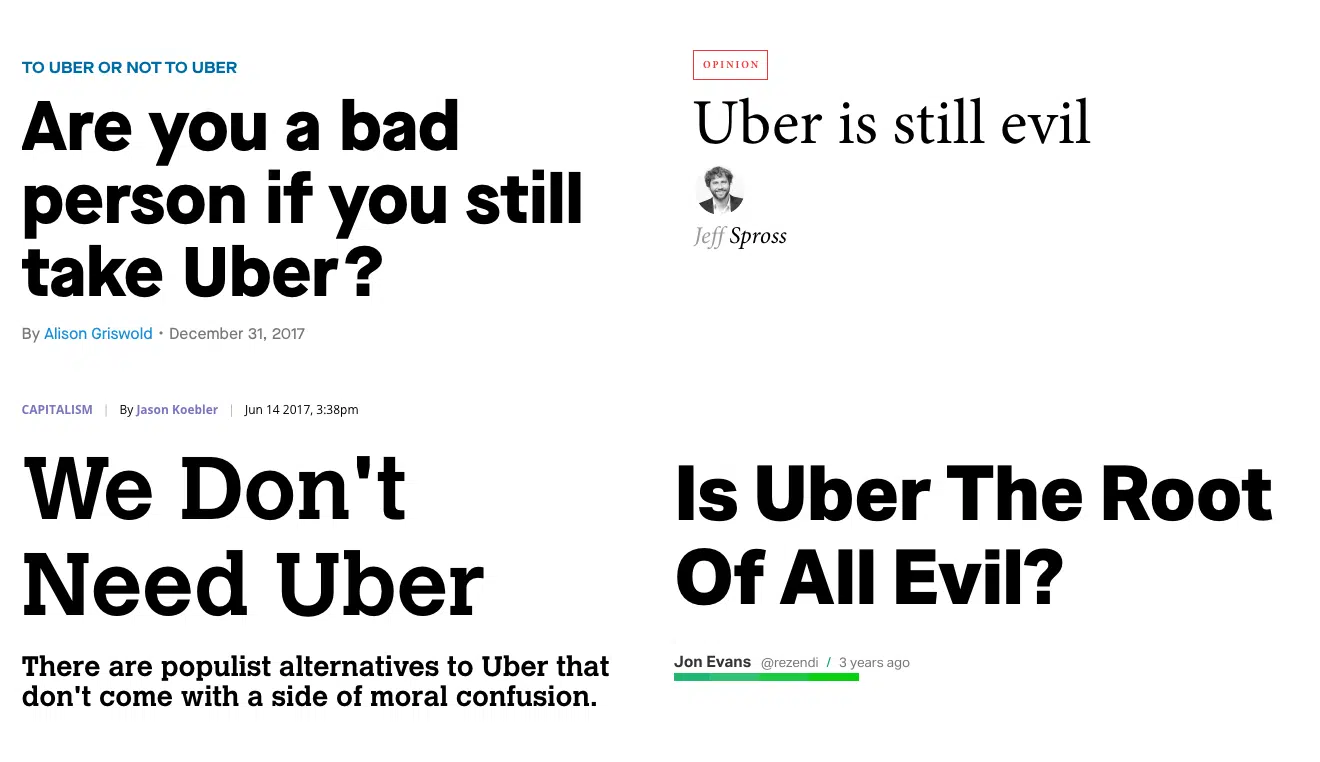 TO UBER OR NOT TO UBER
Are you a bad
person if you still
take Uber?
By Alison Griswold • December 31, 2017
OPINION
Uber is still evil
Jeff Spross
CAPITALISM | By Jason Koebler | Jun 14 2017, 3:38pm
We Don't
Need Uber
There are populist alternatives to Uber that
don't come with a side of moral confusion.
Is Uber The Root
Of All Evil?
Jon Evans @rezendi / 3 years ago